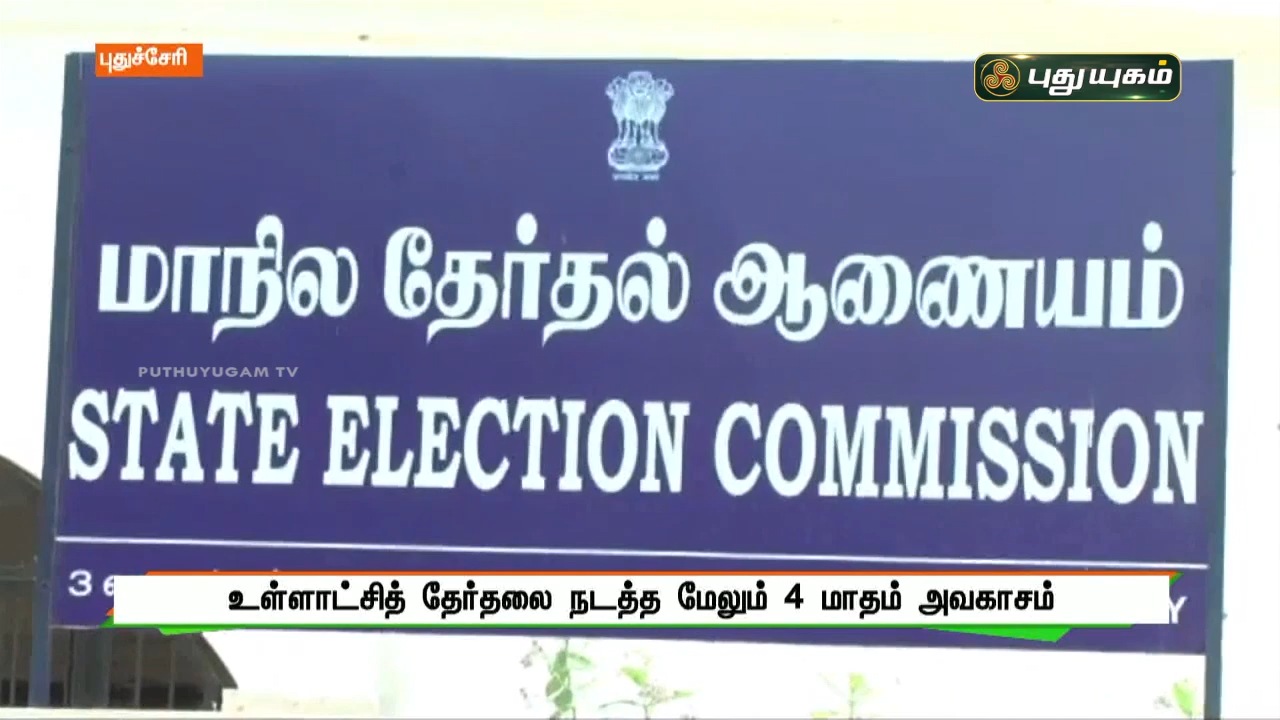 புதுச்சேரி
புதுயுகம்
மாநில தேர்தல் ஆணையம்
PUTHUYUGAM TV
STATE ELECTION COMMISSION
உள்ளாட்சித் தேர்தலை நடத்த மேலும் 4 மாதம் அவகாசம்